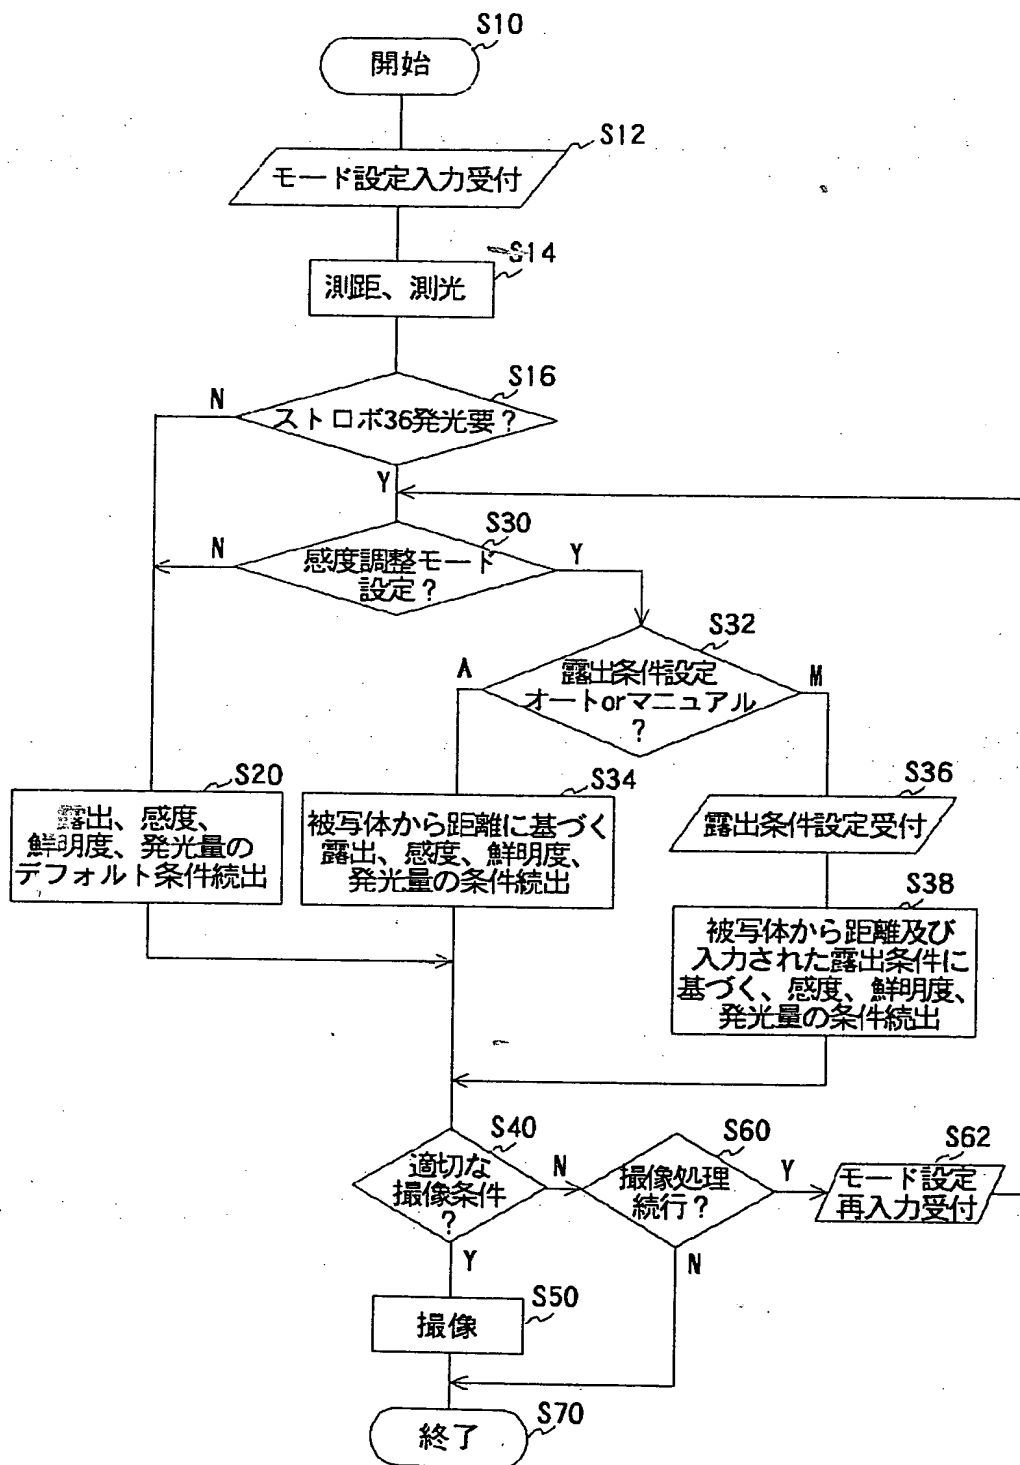 S10
開始
S12
モード設定入力受付
S14
測距、測光
S16
N
ストロボ36発光要？
Y
S30
N
感度調整モード
設定？
Y
S32
A
露出条件設定
オートorマニュアル
？
M
S20
露出、感度、
鮮明度、発光量の
デフォルト条件続出
S34
被写体から距離に基づく
露出、感度、鮮明度、
発光量の条件続出
S36
露出条件設定受付
S38
被写体から距離及び
入力された露出条件に
基づく、感度、鮮明度、
発光量の条件続出
S40
適切な
撮像条件
？
N
Y
S60
撮像処理
続行？
Y
N
S62
モード設定
再入力受付
S50
撮像
S70
終了